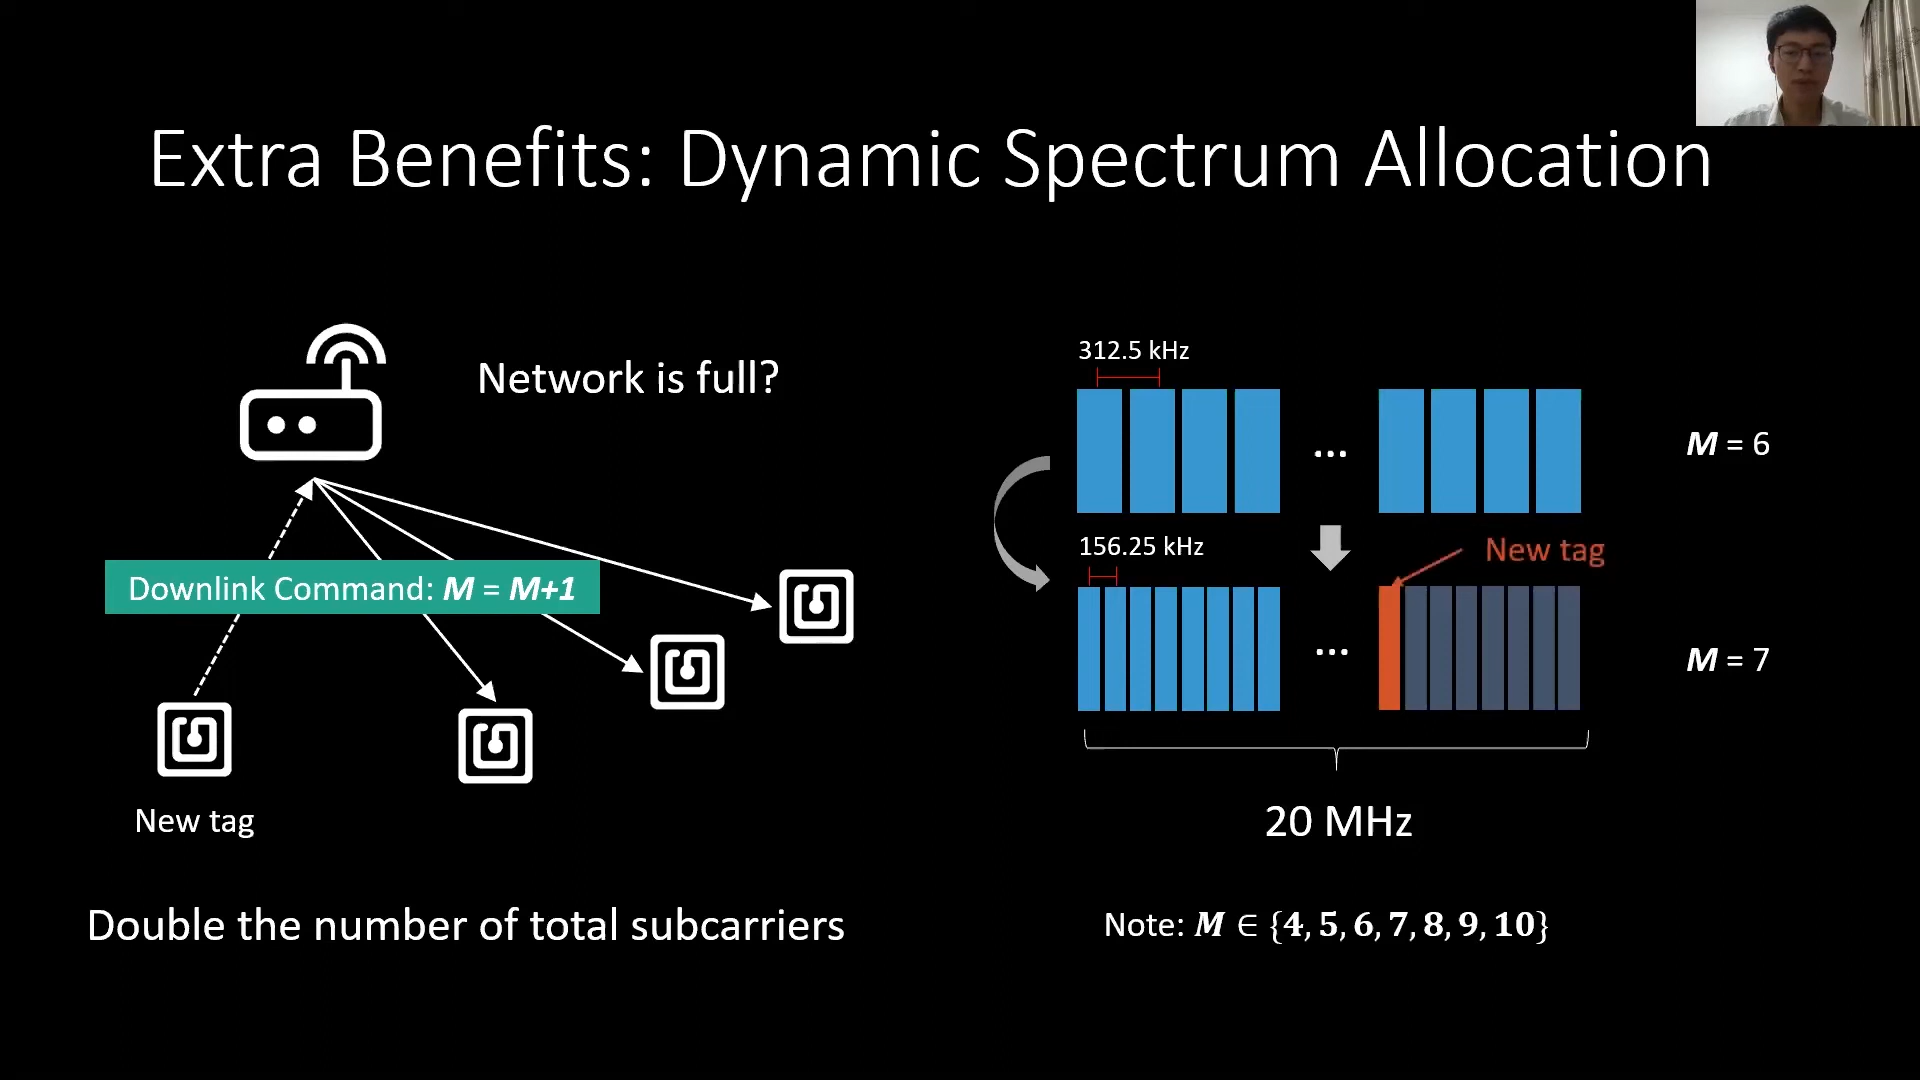 Extra Benefits: Dynamic Spectrum Allocation
Network is full?
Downlink Command: M = M+1
New tag
Double the number of total subcarriers
312.5 kHz
...
M = 6
156.25 kHz
New tag
...
M = 7
20 MHz
Note: M ∈ {4, 5, 6, 7, 8, 9, 10}